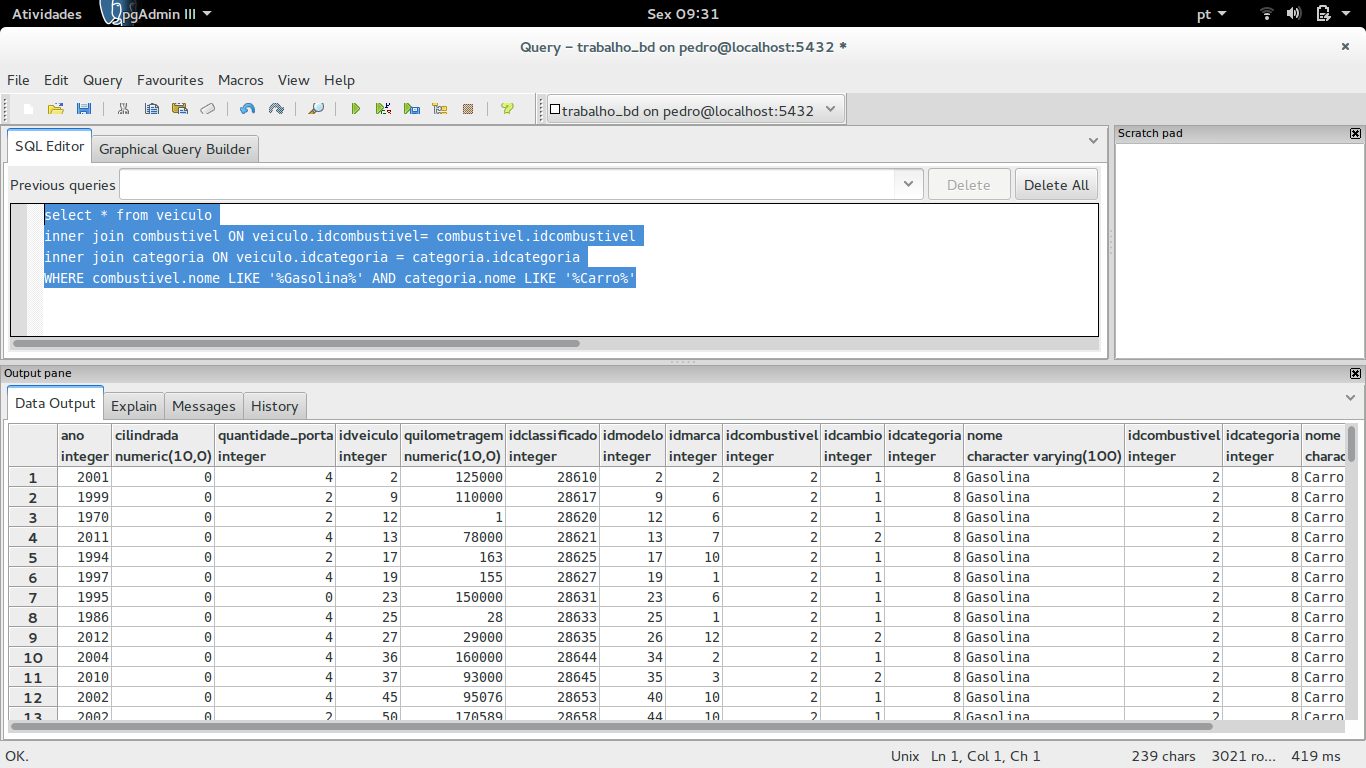 Atividades pgAdmin III Sex 09:31 pt
Query - trabalho_bd on pedro@localhost:5432 *
File Edit Query Favourites Macros View Help
trabalho_bd on pedro@localhost:5432
SQL Editor Graphical Query Builder
Scratch pad
Previous queries Delete Delete All
select * from veiculo
inner join combustivel ON veiculo.idcombustivel= combustivel.idcombustivel
inner join categoria ON veiculo.idcategoria = categoria.idcategoria
WHERE combustivel.nome LIKE '%Gasolina%' AND categoria.nome LIKE '%Carro%'
Output pane
Data Output Explain Messages History
ano cilindrada quantidade_porta idveiculo quilometragem idclassificado idmodelo idmarca idcombustivel idcambio idcategoria nome idcombustivel idcategoria nome
integer numeric(10,0) integer integer numeric(10,0) integer integer integer integer integer integer character varying(100) integer integer charac
1 2001 0 4 2 125000 28610 2 2 2 1 8 Gasolina 2 8 Carro
2 1999 0 2 9 110000 28617 9 6 2 1 8 Gasolina 2 8 Carro
3 1970 0 2 12 1 28620 12 6 2 1 8 Gasolina 2 8 Carro
4 2011 0 4 13 78000 28621 13 7 2 2 8 Gasolina 2 8 Carro
5 1994 0 2 17 163 28625 17 10 2 1 8 Gasolina 2 8 Carro
6 1997 0 4 19 155 28627 19 1 2 1 8 Gasolina 2 8 Carro
7 1995 0 0 23 150000 28631 23 6 2 1 8 Gasolina 2 8 Carro
8 1986 0 4 25 28 28633 25 1 2 1 8 Gasolina 2 8 Carro
9 2012 0 4 27 29000 28635 26 12 2 2 8 Gasolina 2 8 Carro
10 2004 0 4 36 160000 28644 34 2 2 1 8 Gasolina 2 8 Carro
11 2010 0 4 37 93000 28645 35 3 2 2 8 Gasolina 2 8 Carro
12 2002 0 4 45 95076 28653 40 10 2 1 8 Gasolina 2 8 Carro
13 2002 0 2 50 170589 28658 44 10 2 1 8 Gasolina 2 8 Carro
OK. Unix Ln 1, Col 1, Ch 1 239 chars 3021 ro... 419 ms